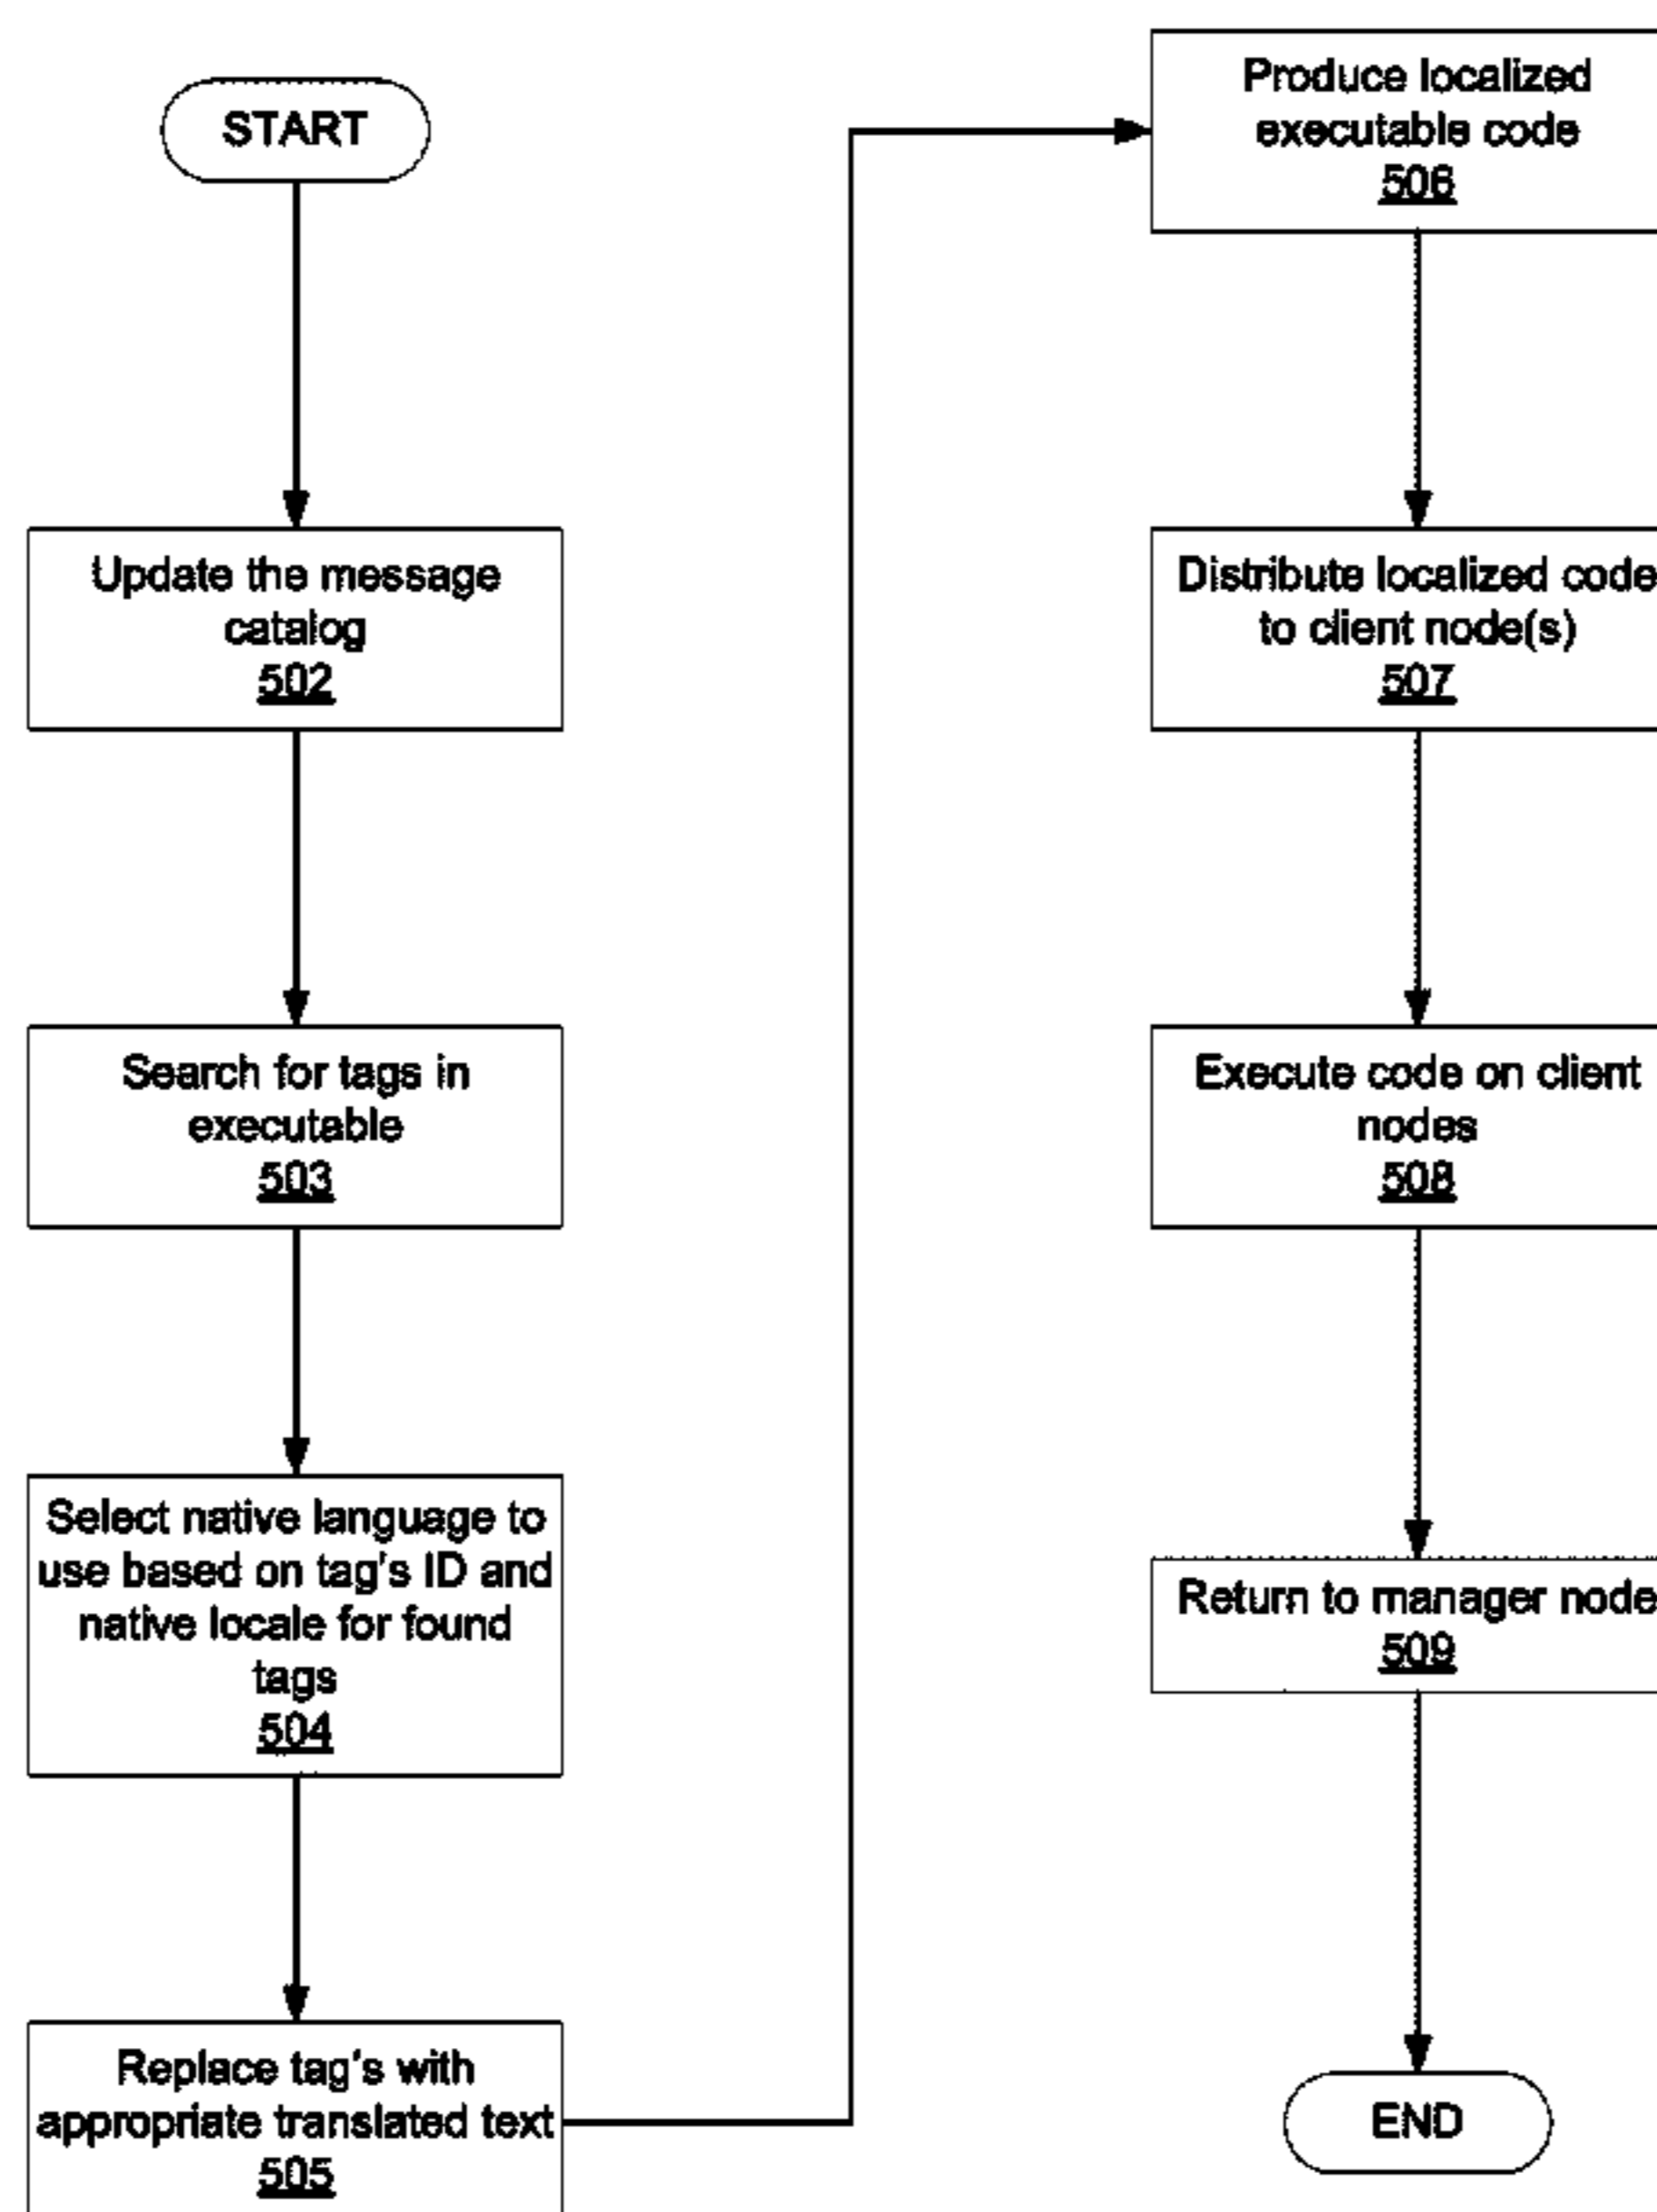 START
Update the message
catalog
502
Search for tags in
executable
503
Select native language to
use based on tag's ID and
native locale for found
tags
504
Replace tag's with
appropriate translated text
505
Produce localized
executable code
506
Distribute localized code
to client node(s)
507
Execute code on client
nodes
508
Return to manager node
509
END